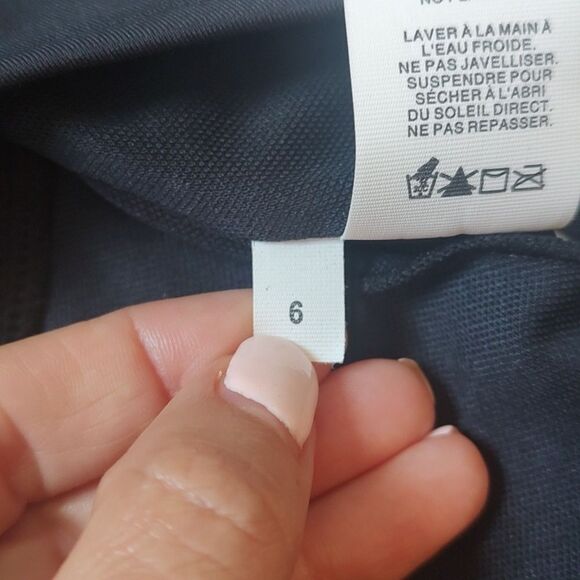 LAVER À LA MAIN À
L'EAU FROIDE.
NE PAS JAVELLISER.
SUSPENDRE POUR
SÉCHER À L'ABRI
DU SOLEIL DIRECT.
NE PAS REPASSER.
6